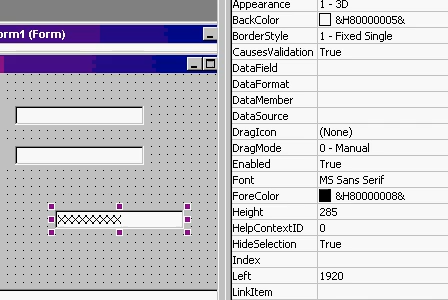 orm1 (Form)
XXXXXXXXX
Appearance 1 - 3D
BackColor &H80000005&
BorderStyle 1 - Fixed Single
CausesValidation True
DataField
DataFormat
DataMember
DataSource
DragIcon (None)
DragMode 0 - Manual
Enabled True
Font MS Sans Serif
ForeColor &H80000008&
Height 285
HelpContextID 0
HideSelection True
Index
Left 1920
LinkItem